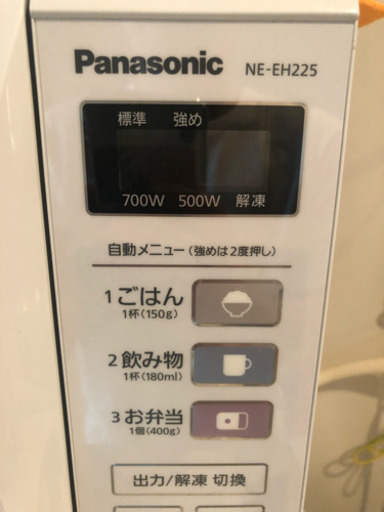 Panasonic NE-EH225
標準 強め
700W 500W 解凍
自動メニュー(強めは2度押し)
1 ごはん
1杯(150g)
2 飲み物
1杯(180ml)
3 お弁当
1個(400g)
出力/解凍 切換